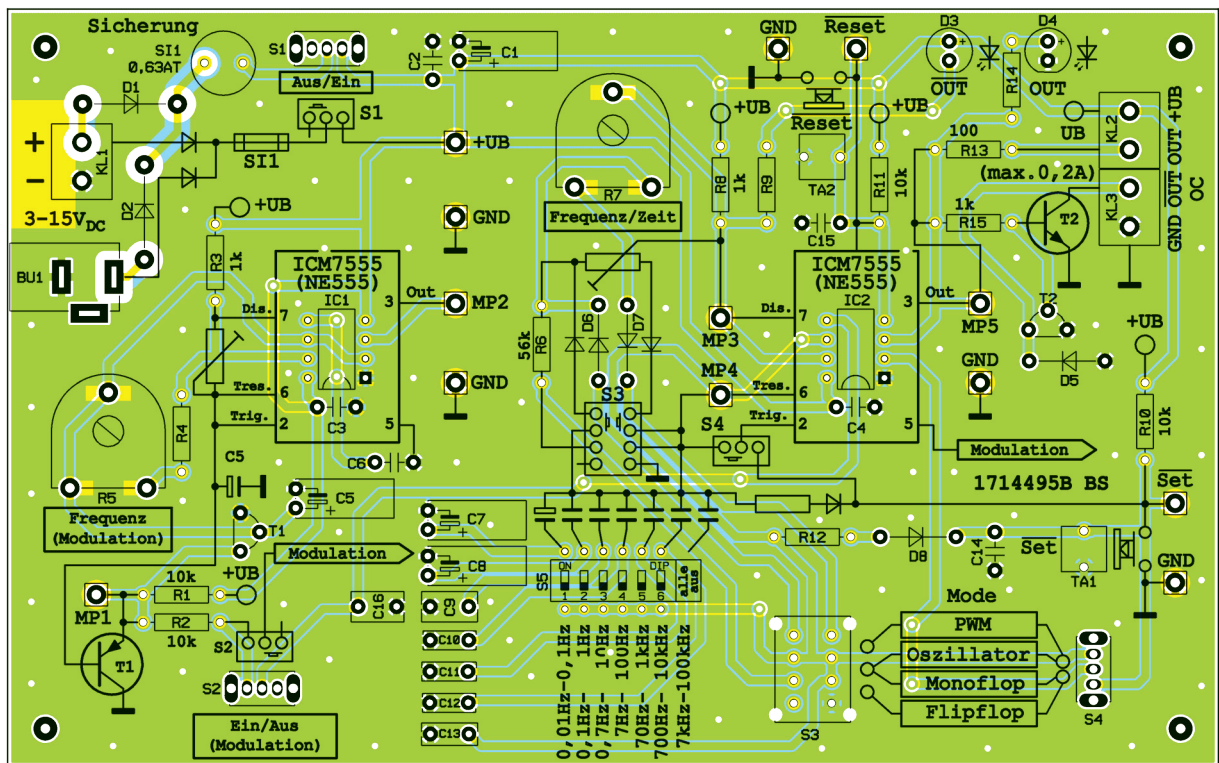 Sicherung
SI1
0,63AT
S1
Aus/Ein
S1
C2
C1
GND
Reset
D3
D4
OUT
R14
OUT
D1
+
KL1
−
3-15VDC
D2
SI1
+UB
+UB
+UB
Reset
UB
KL2
KL3
GND OUT OUT +UB
OC
100
R13
(max.0,2A)
1k
R15
T2
R7
Frequenz/Zeit
R8
1k
R9
TA2
R11
10k
C15
BU1
+UB
R3
1k
GND
ICM7555
(NE555)
IC1
3
Out
MP2
Dis.
7
Tres.
6
Trig.
2
5
C3
C6
GND
56k
R6
D6
D7
S3
MP3
MP4
S4
ICM7555
(NE555)
IC2
3
Out
MP5
Dis.
7
Tres.
6
Trig.
2
5
C4
GND
T2
D5
+UB
R10
10k
Modulation
1714495B BS
Set
R4
R5
Frequenz
(Modulation)
C5
C5
T1
+UB
Modulation
C7
C8
R12
D8
C14
Set
TA1
GND
MP1
10k
R1
R2
10k
S2
T1
S2
Ein/Aus
(Modulation)
C16
C9
C10
C11
C12
C13
S5
ON
DIP
1 2 3 4 5 6
alle
aus
0,01Hz-0,1Hz
0,1Hz- 1Hz
0,7Hz- 10Hz
7Hz- 100Hz
70Hz- 1kHz
700Hz- 10kHz
7kHz-100kHz
S3
Mode
PWM
Oszillator
Monoflop
Flipflop
S4